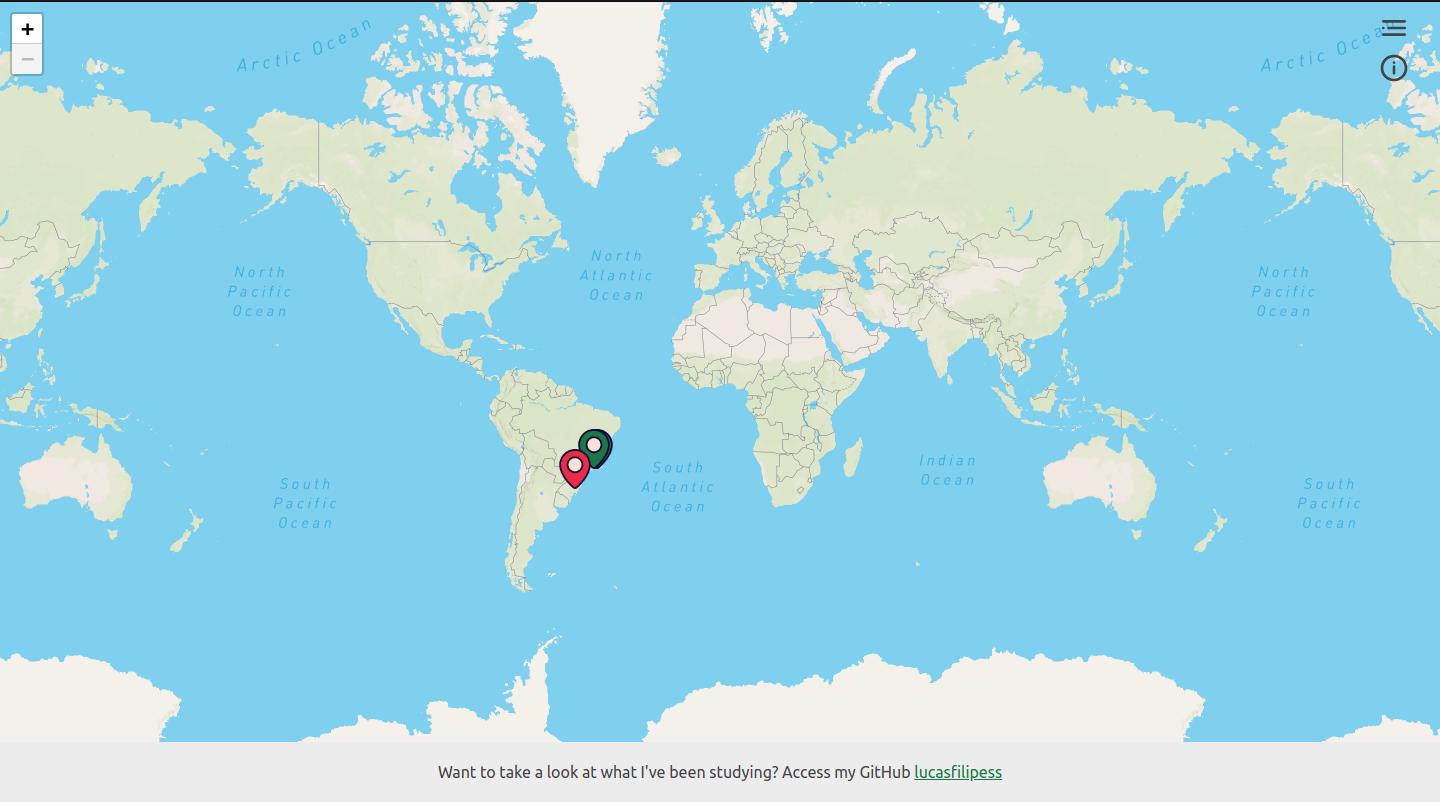 +
−
Arctic Ocean
Arctic Ocean
North
Atlantic
Ocean
North
Pacific
Ocean
North
Pacific
Ocean
South
Atlantic
Ocean
Indian
Ocean
South
Pacific
Ocean
South
Pacific
Ocean
Want to take a look at what I've been studying? Access my GitHub lucasfilipess